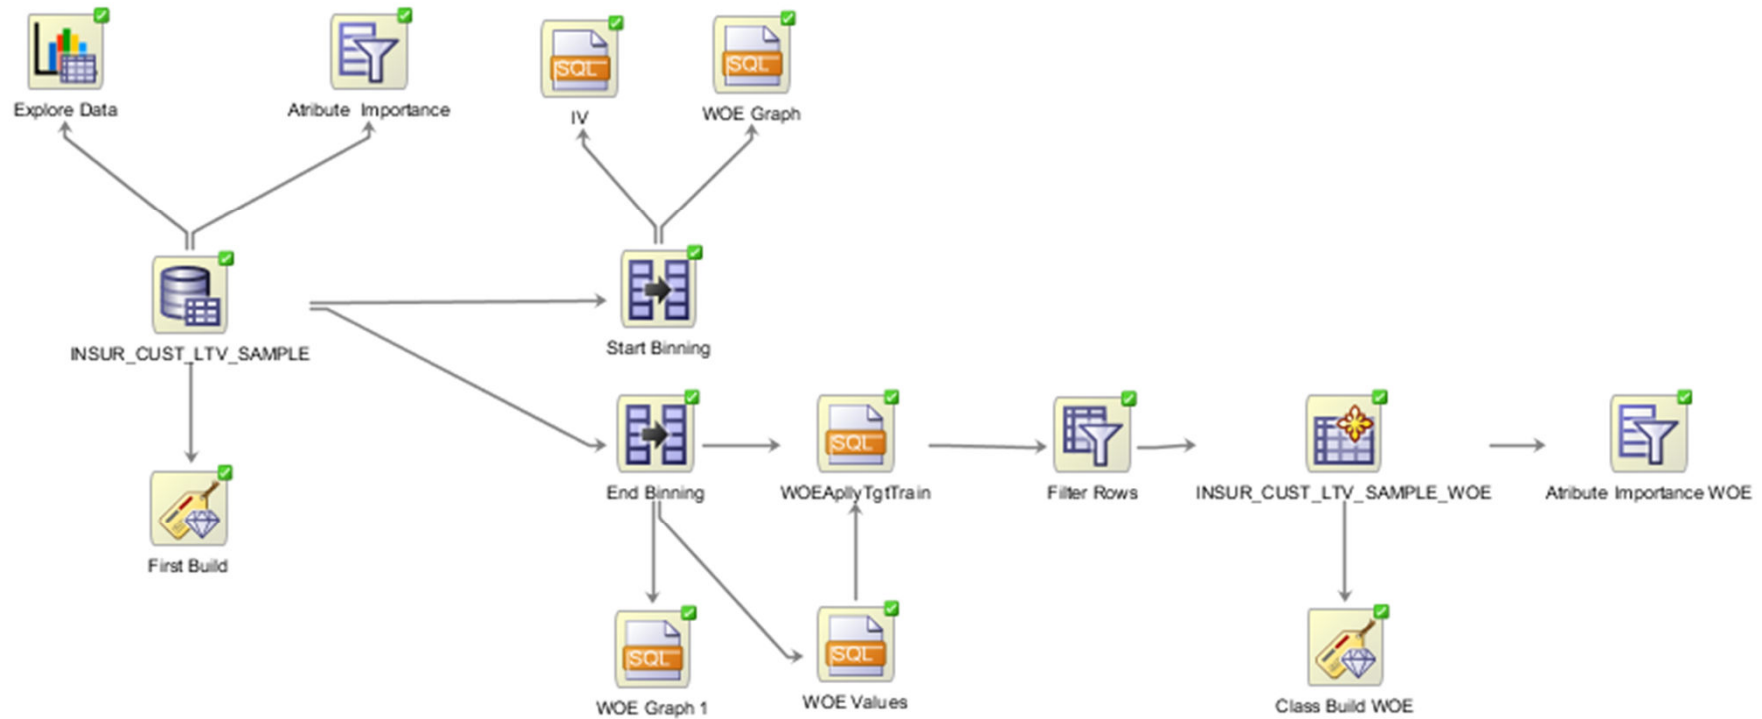 SQL
SQL
Explore Data
Atribute Importance
IV
WOE Graph
INSUR_CUST_LTV_SAMPLE
Start Binning
SQL
End Binning
WOEApllyTgtTrain
Filter Rows
INSUR_CUST_LTV_SAMPLE_WOE
Atribute Importance WOE
First Build
SQL
SQL
WOE Graph 1
WOE Values
Class Build WOE